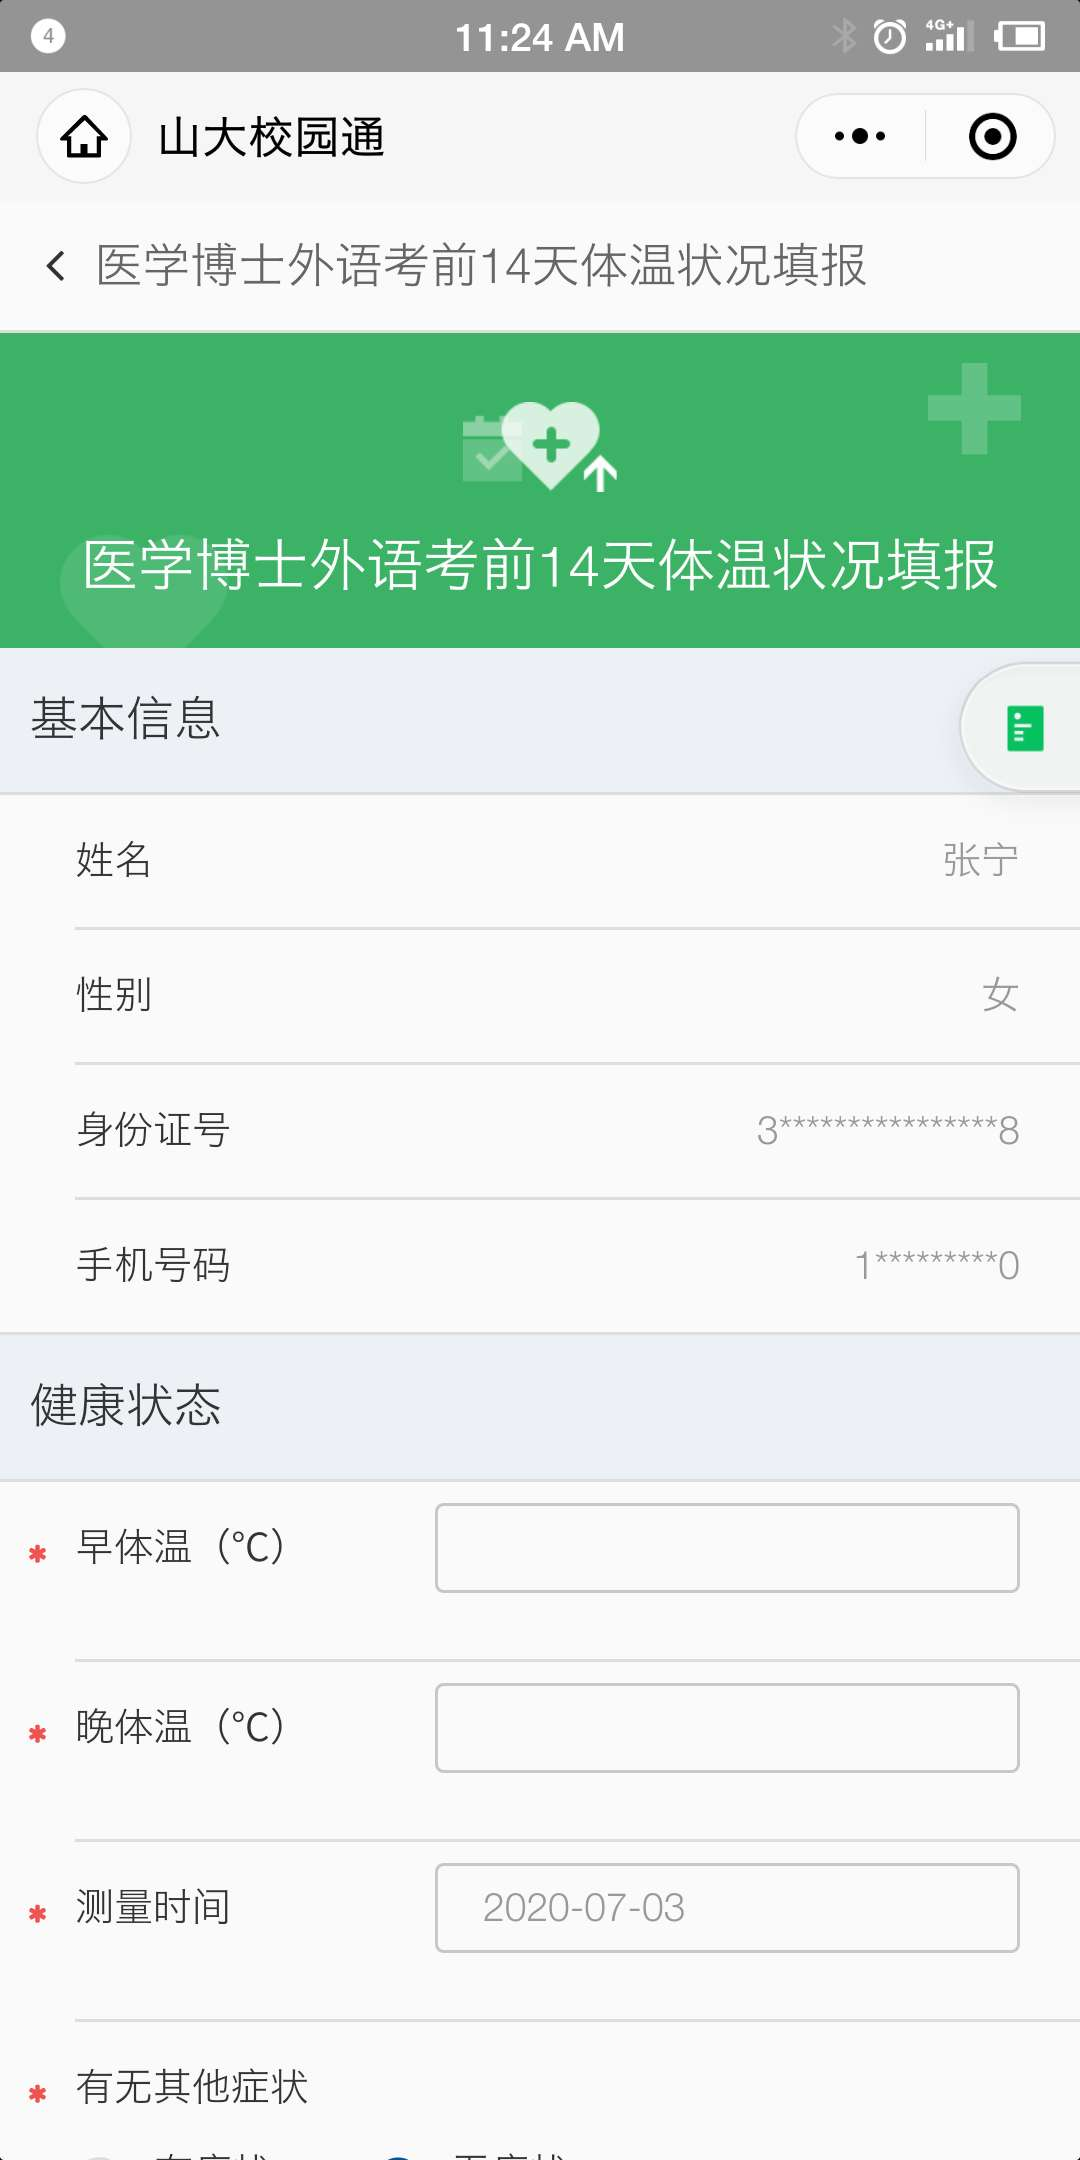 4
11:24 AM
4G+
山大校园通
医学博士外语考前14天体温状况填报
医学博士外语考前14天体温状况填报
基本信息
姓名 张宁
性别 女
身份证号 3****************8
手机号码 1*********0
健康状态
* 早体温（℃）
* 晚体温（℃）
* 测量时间 2020-07-03
* 有无其他症状